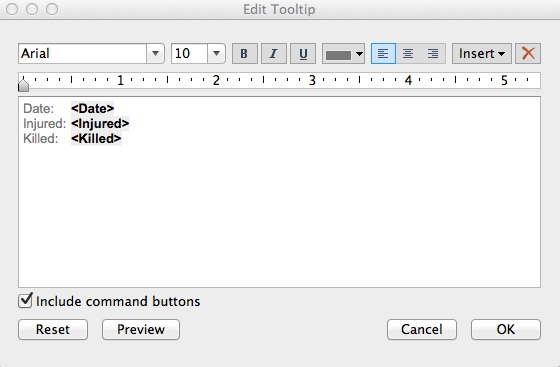 Edit Tooltip
Arial 10 B I U Insert
1 2 3 4 5
Date: <Date>
Injured: <Injured>
Killed: <Killed>
Include command buttons
Reset Preview Cancel OK